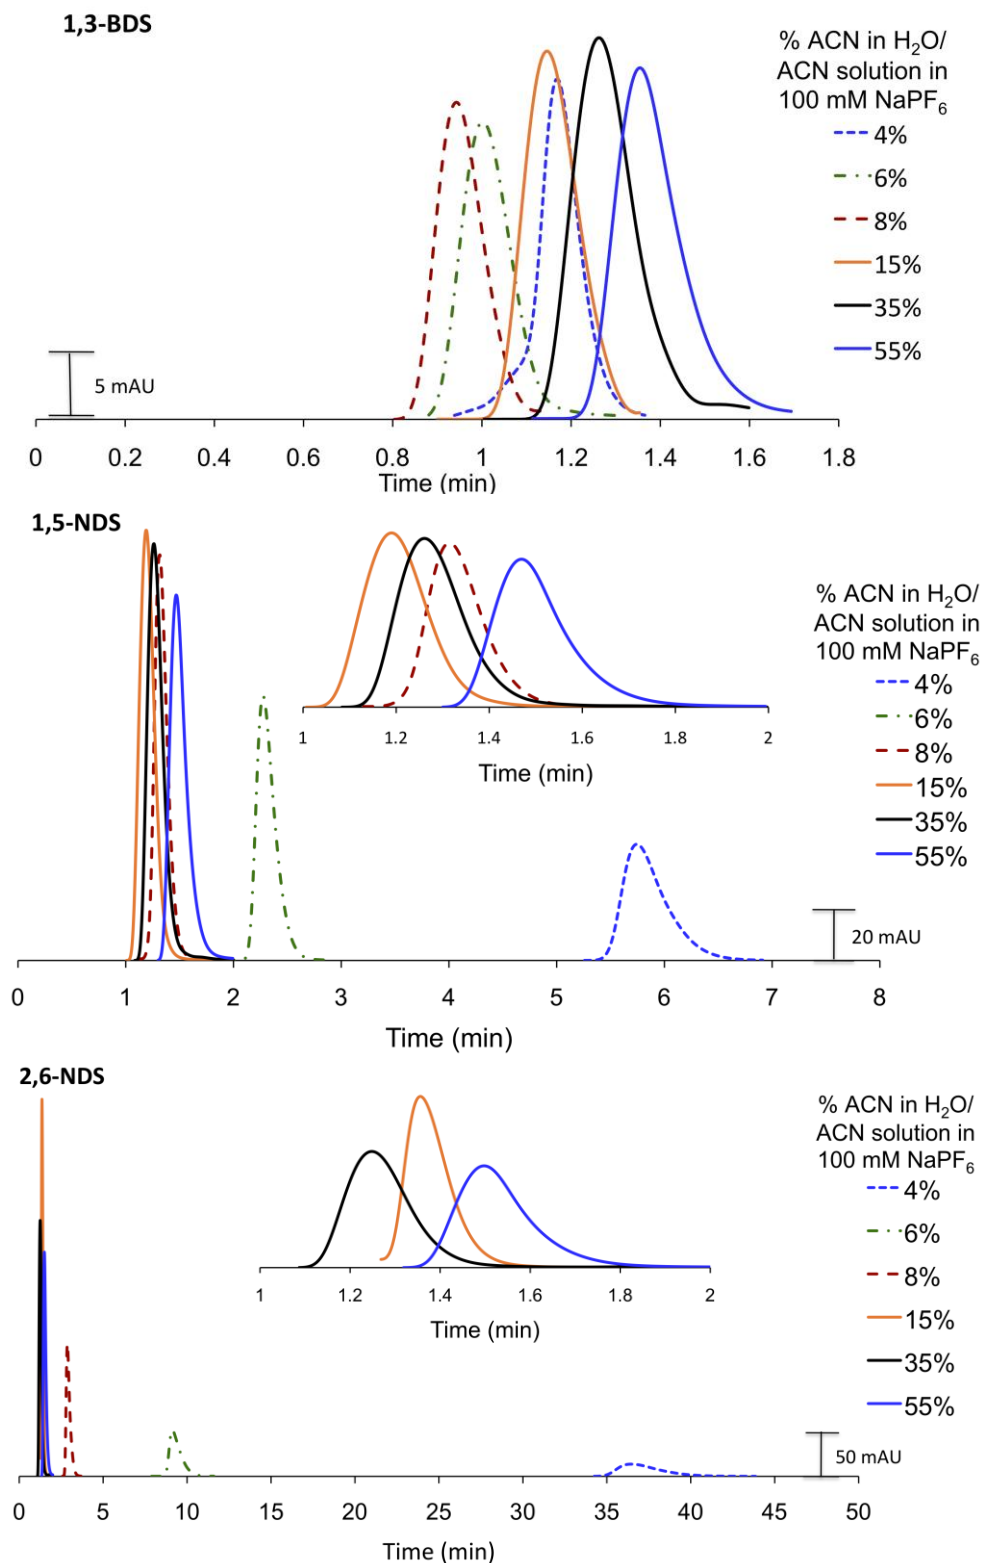 1,3-BDS
% ACN in H₂O/
ACN solution in
100 mM NaPF₆
4%
6%
8%
15%
35%
55%
5 mAU
0 0.2 0.4 0.6 0.8 1 1.2 1.4 1.6 1.8
Time (min)
1,5-NDS
% ACN in H₂O/
ACN solution in
100 mM NaPF₆
4%
6%
8%
15%
35%
55%
1 1.2 1.4 1.6 1.8 2
Time (min)
20 mAU
0 1 2 3 4 5 6 7 8
Time (min)
2,6-NDS
% ACN in H₂O/
ACN solution in
100 mM NaPF₆
4%
6%
8%
15%
35%
55%
1 1.2 1.4 1.6 1.8 2
Time (min)
50 mAU
0 5 10 15 20 25 30 35 40 45 50
Time (min)